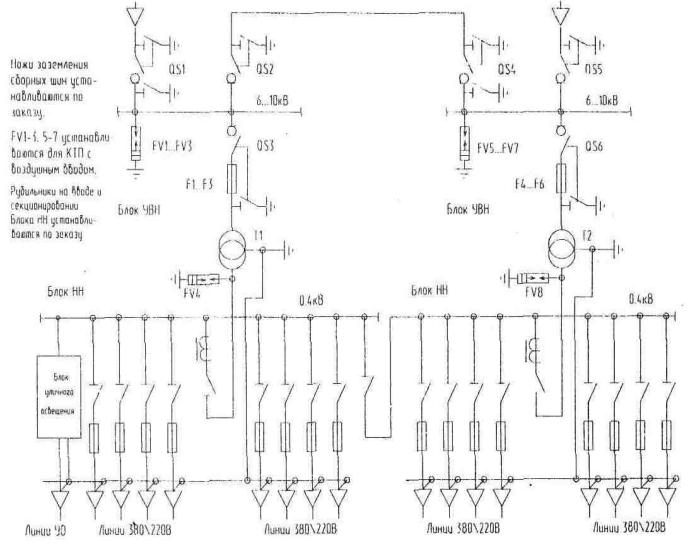 Ножи заземления
сборных шин уста-
навливаются по
заказу.
FV1-3, 5-7 устанавли
ваются для КТП с
воздушным вводом.
Рубильники на вводе и
секционировании
Блока НН устанавли-
ваются по заказу
QS1
QS2
QS4
QS5
6...10кВ
6...10кВ
FV1...FV3
QS3
FV5...FV7
QS6
F1...F3
F4...F6
Блок УВН
Блок УВН
T1
T2
FV4
FV8
Блок НН
0.4кВ
Блок НН
0.4кВ
Блок
уличного
освещения
Линии УО
Линии 380\220В
Линии 380\220В
Линии 380\220В
Линии 380\220В